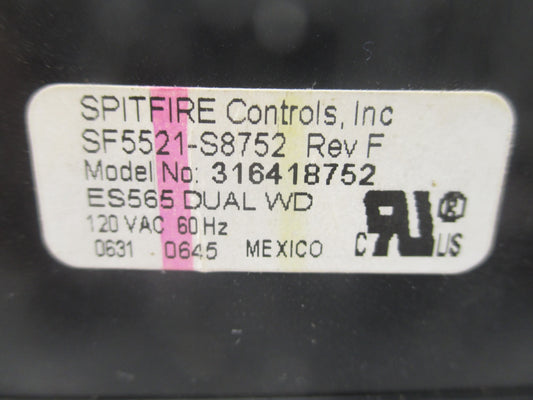 SPITFIRE Controls, Inc
SF5521-S8752 Rev F
Model No: 316418752
ES565 DUAL WD
120 VAC 60 Hz
0631 0645 MEXICO
C RU US ®